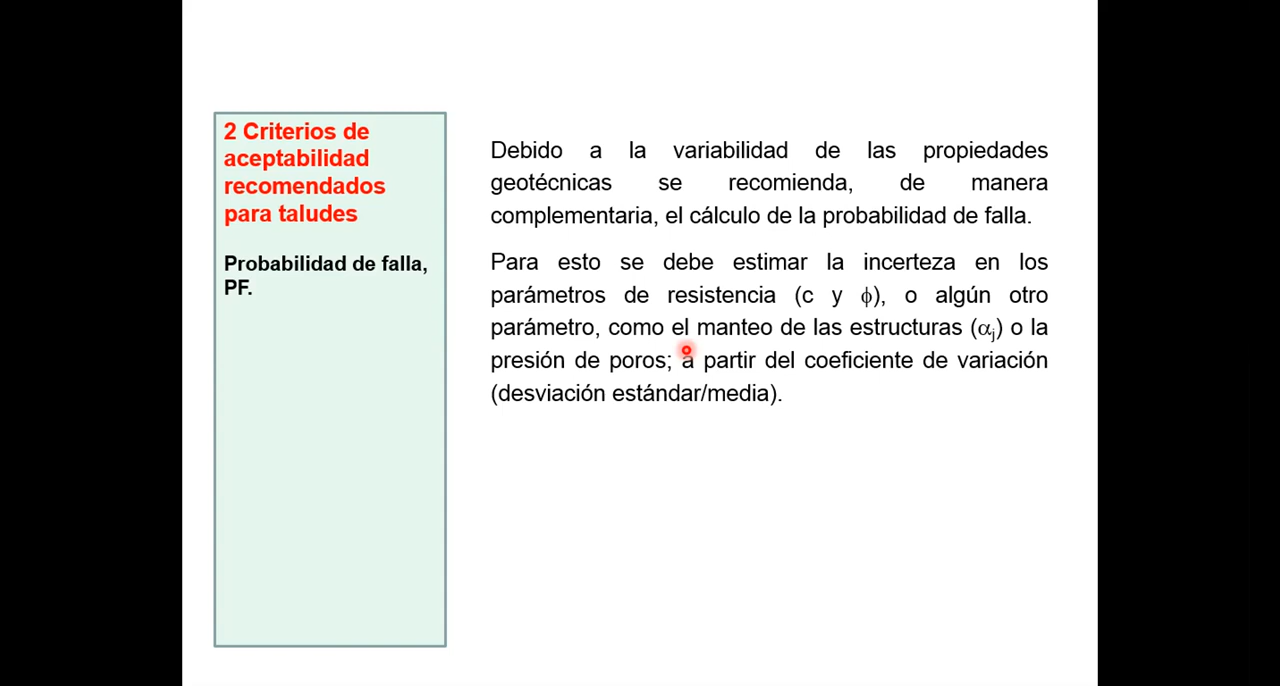 2 Criterios de
aceptabilidad
recomendados
para taludes
Probabilidad de falla,
PF.
Debido a la variabilidad de las propiedades
geotécnicas se recomienda, de manera
complementaria, el cálculo de la probabilidad de falla.
Para esto se debe estimar la incerteza en los
parámetros de resistencia (c y ϕ), o algún otro
parámetro, como el manteo de las estructuras (αj) o la
presión de poros; a partir del coeficiente de variación
(desviación estándar/media).